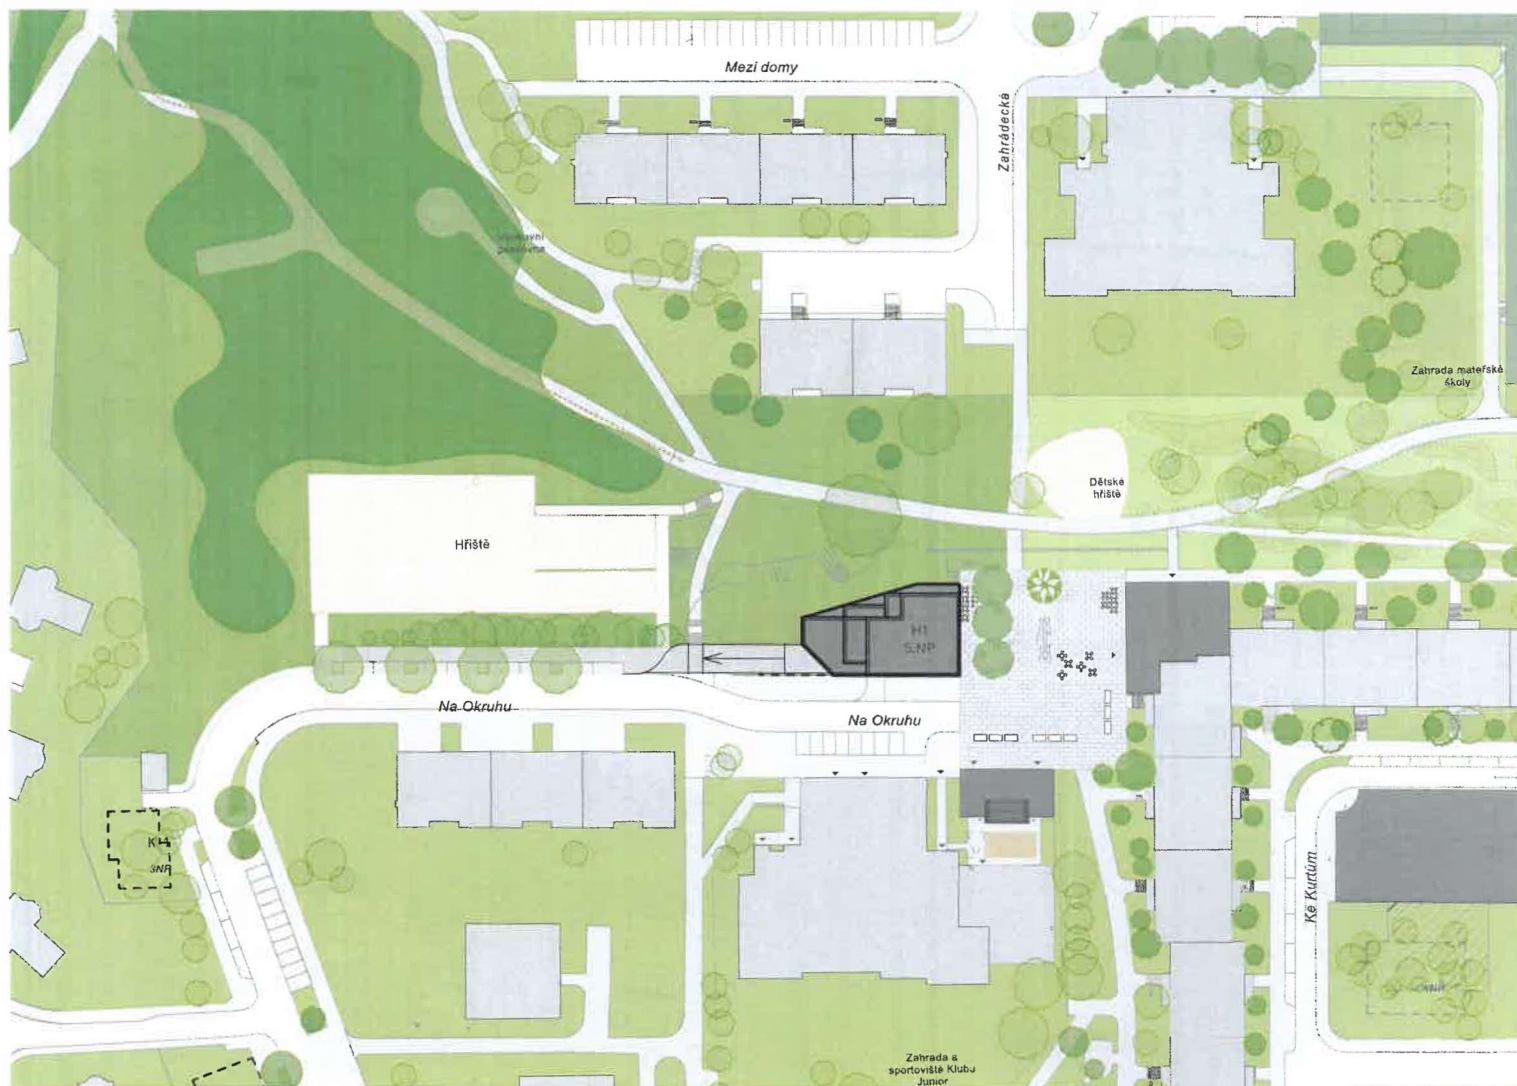 Mezi domy
Zahrádecká
Zahrada mateřské
školy
Dětské
hřiště
Hřiště
H1
5.NP
Na Okruhu
Na Okruhu
3NP
Ke Kurtům
Zahrada a
sportoviště Klubu
Junior